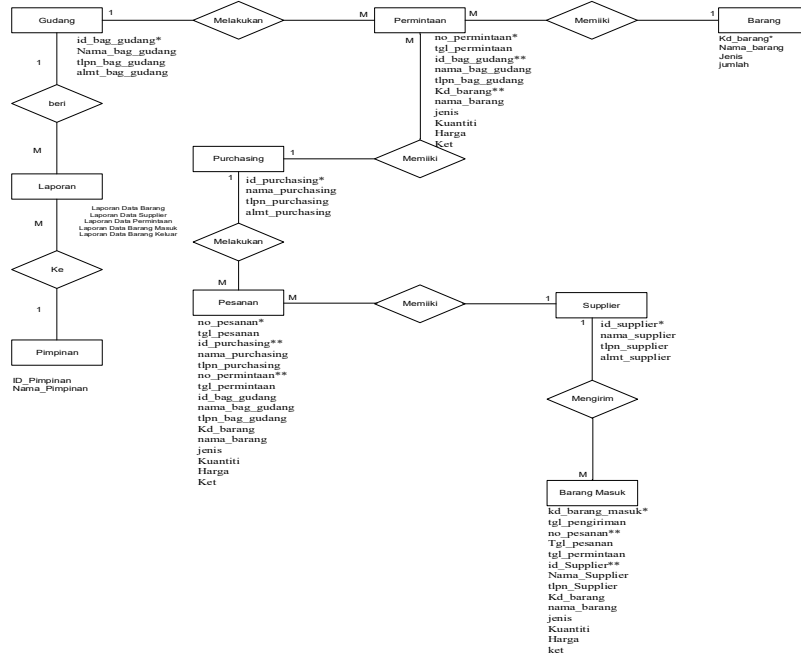 Gudang
1
Melakukan
M
Permintaan
M
Memiiki
1
Barang
id_bag_gudang*
Nama_bag_gudang
tlpn_bag_gudang
almt_bag_gudang
M
no_permintaan*
tgl_permintaan
id_bag_gudang**
nama_bag_gudang
tlpn_bag_gudang
Kd_barang**
nama_barang
jenis
Kuantiti
Harga
Ket
Kd_barang*
Nama_barang
Jenis
jumlah
1
beri
M
Purchasing
1
Memiiki
id_purchasing*
nama_purchasing
tlpn_purchasing
almt_purchasing
Laporan
Laporan Data Barang
Laporan Data Supplier
Laporan Data Permintaan
Laporan Data Barang Masuk
Laporan Data Barang Keluar
1
M
Melakukan
Ke
M
1
Pesanan
M
Memiiki
1
Supplier
no_pesanan*
tgl_pesanan
id_purchasing**
nama_purchasing
tlpn_purchasing
no_permintaan**
tgl_permintaan
id_bag_gudang
nama_bag_gudang
tlpn_bag_gudang
Kd_barang
nama_barang
jenis
Kuantiti
Harga
Ket
1
id_supplier*
nama_supplier
tlpn_supplier
almt_supplier
Pimpinan
ID_Pimpinan
Nama_Pimpinan
Mengirim
M
Barang Masuk
kd_barang_masuk*
tgl_pengiriman
no_pesanan**
Tgl_pesanan
tgl_permintaan
id_Supplier**
Nama_Supplier
tlpn_Supplier
Kd_barang
nama_barang
jenis
Kuantiti
Harga
ket